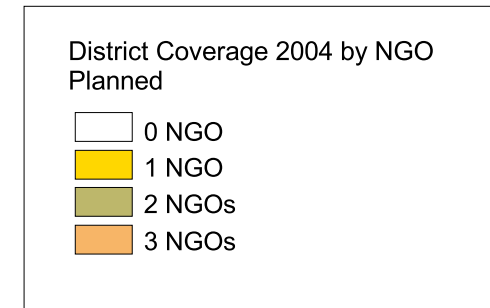 District Coverage 2004 by NGO
Planned
0 NGO
1 NGO
2 NGOs
3 NGOs